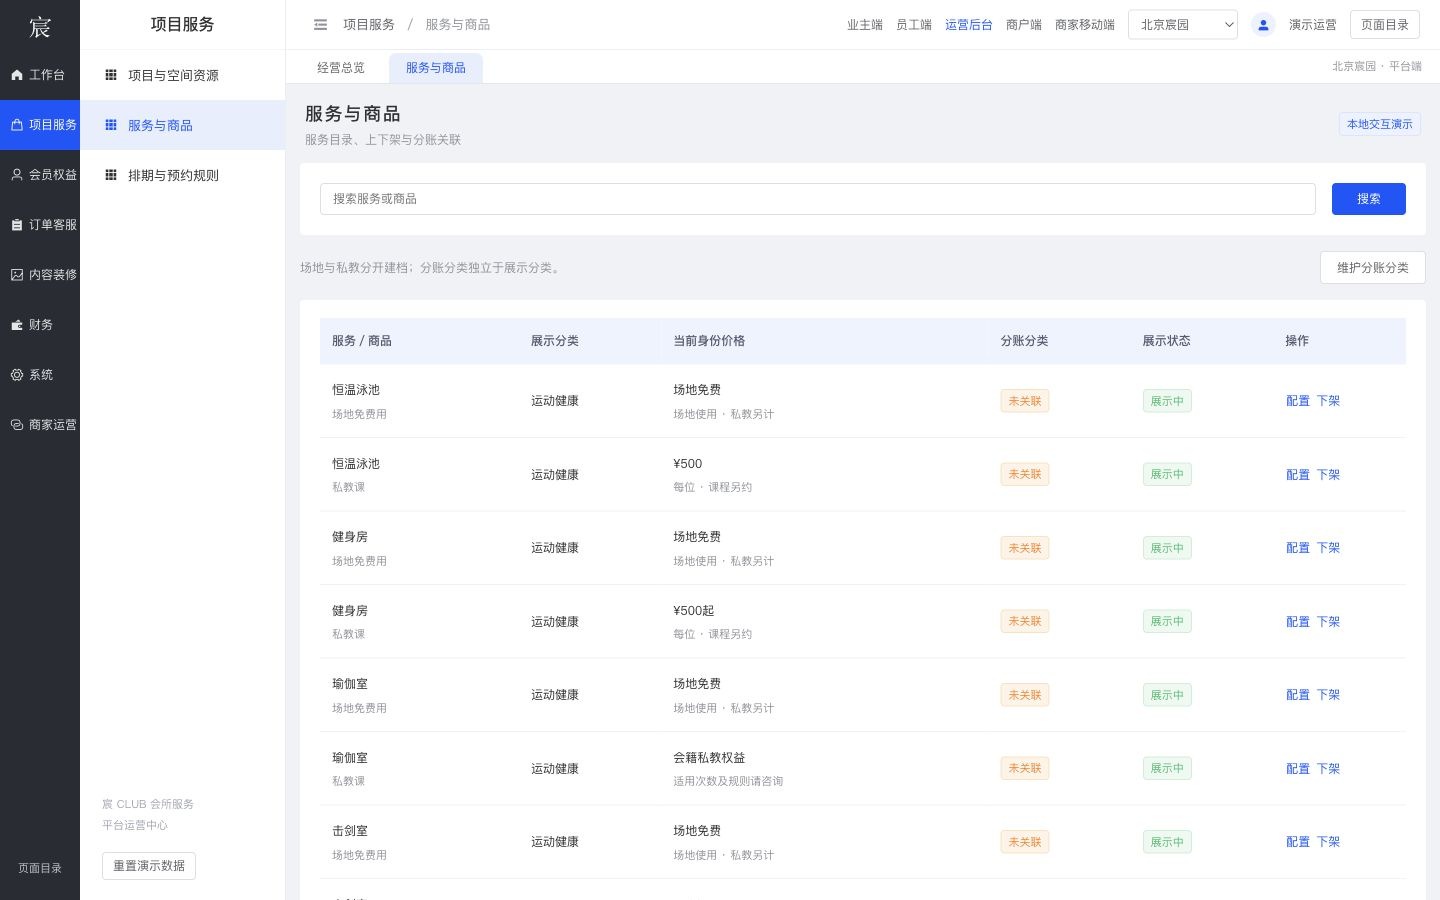 宸
工作台
项目服务
会员权益
订单客服
内容装修
财务
系统
商家运营
页面目录
项目服务
项目与空间资源
服务与商品
排期与预约规则
宸 CLUB 会所服务
平台运营中心
重置演示数据
项目服务 / 服务与商品
业主端 员工端 运营后台 商户端 商家移动端 北京宸园 演示运营 页面目录
经营总览 服务与商品
北京宸园 · 平台端
服务与商品
服务目录、上下架与分账关联
本地交互演示
搜索服务或商品
搜索
场地与私教分开建档；分账分类独立于展示分类。
维护分账分类
服务 / 商品 展示分类 当前身份价格 分账分类 展示状态 操作
恒温泳池 场地免费
运动健康 未关联 展示中 配置 下架
场地免费用 场地使用 · 私教另计
恒温泳池 ¥500
运动健康 未关联 展示中 配置 下架
私教课 每位 · 课程另约
健身房 场地免费
运动健康 未关联 展示中 配置 下架
场地免费用 场地使用 · 私教另计
健身房 ¥500起
运动健康 未关联 展示中 配置 下架
私教课 每位 · 课程另约
瑜伽室 场地免费
运动健康 未关联 展示中 配置 下架
场地免费用 场地使用 · 私教另计
瑜伽室 会籍私教权益
运动健康 未关联 展示中 配置 下架
私教课 适用次数及规则请咨询
击剑室 场地免费
运动健康 未关联 展示中 配置 下架
场地免费用 场地使用 · 私教另计